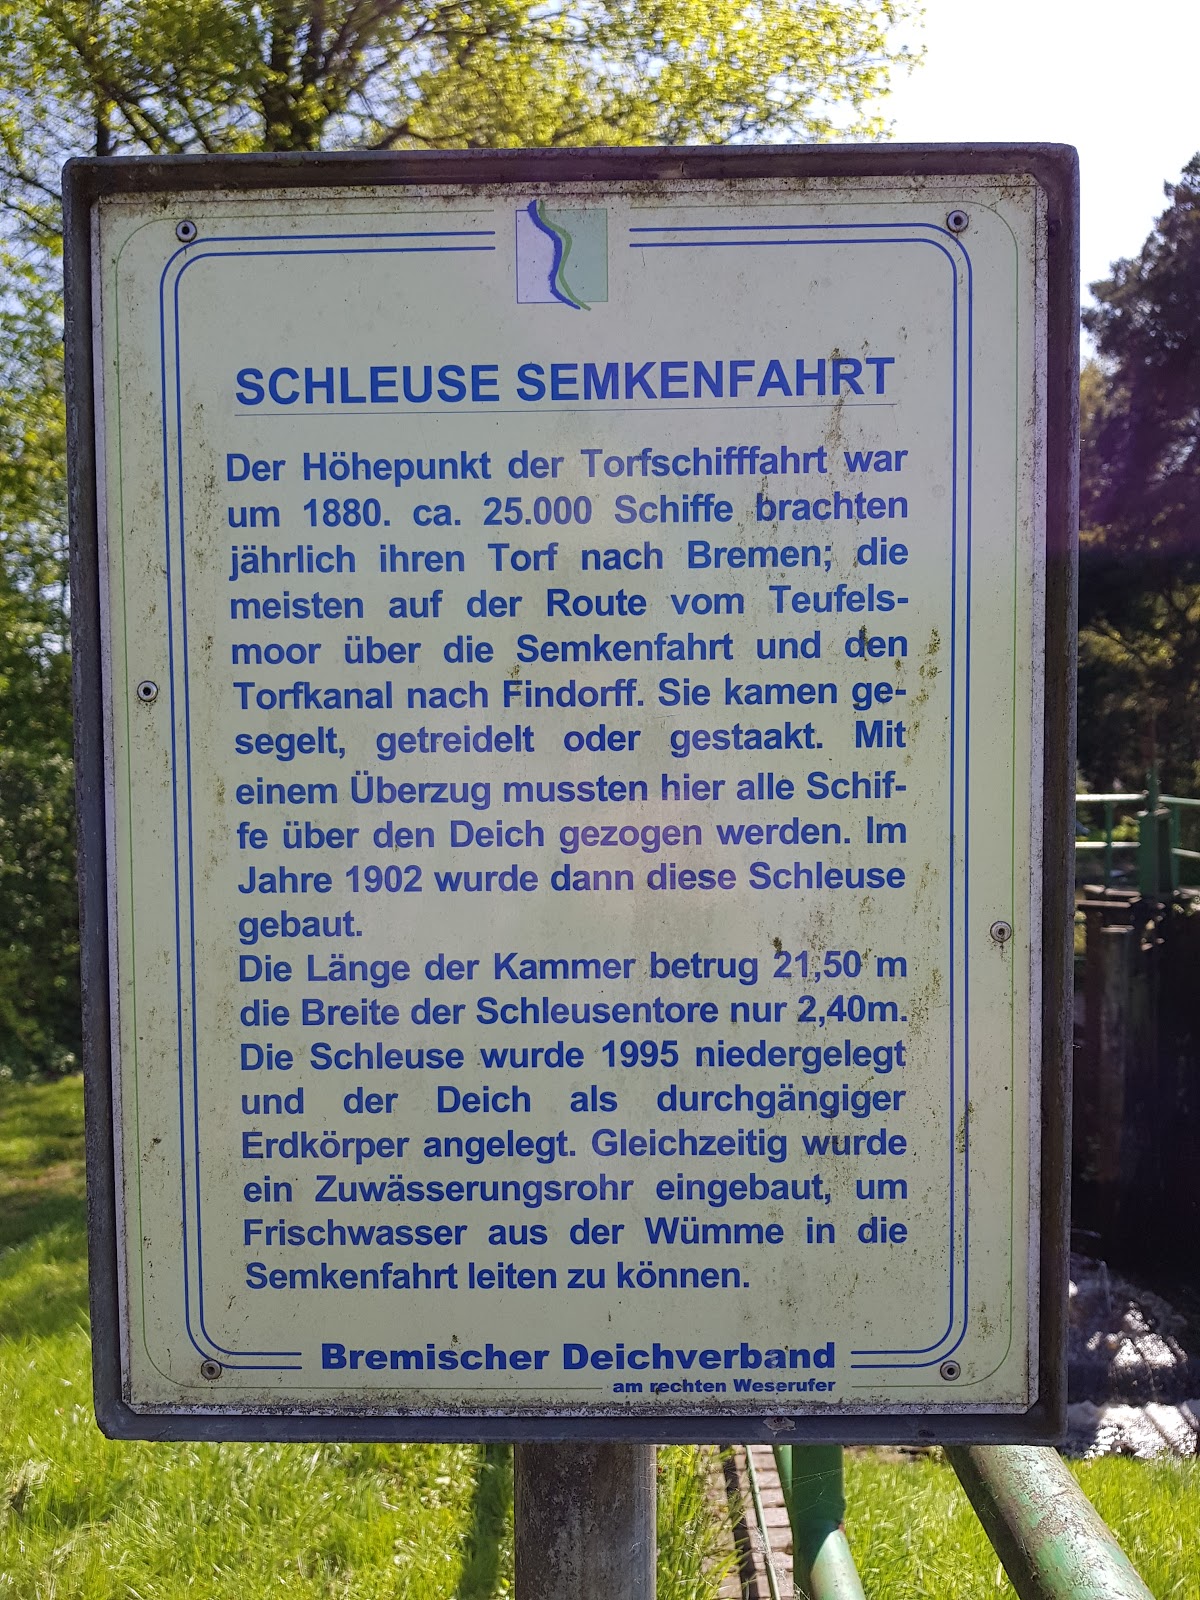 SCHLEUSE SEMKENFAHRT
Der Höhepunkt der Torfschifffahrt war
um 1880. ca. 25.000 Schiffe brachten
jährlich ihren Torf nach Bremen; die
meisten auf der Route vom Teufels-
moor über die Semkenfahrt und den
Torfkanal nach Findorff. Sie kamen ge-
segelt, getreidelt oder gestaakt. Mit
einem Überzug mussten hier alle Schif-
fe über den Deich gezogen werden. Im
Jahre 1902 wurde dann diese Schleuse
gebaut.
Die Länge der Kammer betrug 21,50 m
die Breite der Schleusentore nur 2,40m.
Die Schleuse wurde 1995 niedergelegt
und der Deich als durchgängiger
Erdkörper angelegt. Gleichzeitig wurde
ein Zuwässerungsrohr eingebaut, um
Frischwasser aus der Wümme in die
Semkenfahrt leiten zu können.
Bremischer Deichverband
am rechten Weserufer